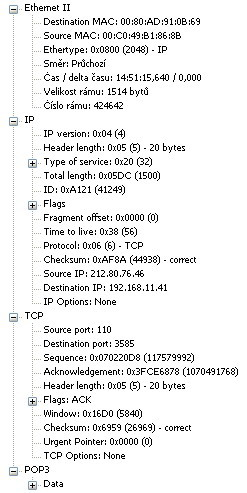 Ethernet II
Destination MAC: 00:80:AD:91:0B:69
Source MAC: 00:C0:49:B1:86:8B
Ethertype: 0x0800 (2048) - IP
Směr: Průchozí
Čas / delta času: 14:51:15,640 / 0,000
Velikost rámu: 1514 bytů
Číslo rámu: 424642
IP
IP version: 0x04 (4)
Header length: 0x05 (5) - 20 bytes
Type of service: 0x20 (32)
Total length: 0x05DC (1500)
ID: 0xA121 (41249)
Flags
Fragment offset: 0x0000 (0)
Time to live: 0x38 (56)
Protocol: 0x06 (6) - TCP
Checksum: 0xAF8A (44938) - correct
Source IP: 212.80.76.46
Destination IP: 192.168.11.41
IP Options: None
TCP
Source port: 110
Destination port: 3585
Sequence: 0x070220D8 (117579992)
Acknowledgement: 0x3FCE6878 (1070491768)
Header length: 0x05 (5) - 20 bytes
Flags: ACK
Window: 0x16D0 (5840)
Checksum: 0x6959 (26969) - correct
Urgent Pointer: 0x0000 (0)
TCP Options: None
POP3
Data